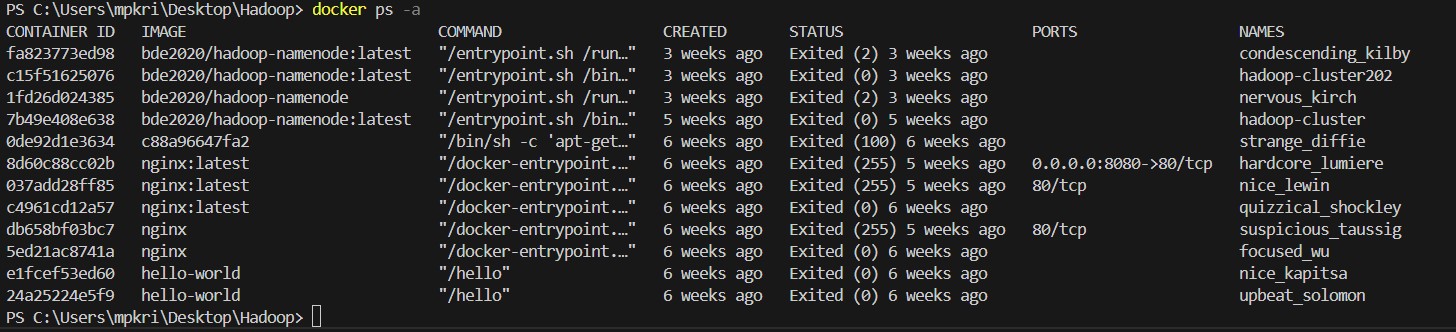 PS C:\Users\mpkri\Desktop\Hadoop> docker ps -a
CONTAINER ID   IMAGE                             COMMAND                  CREATED       STATUS                     PORTS                  NAMES
fa823773ed98   bde2020/hadoop-namenode:latest   "/entrypoint.sh /run…"   3 weeks ago   Exited (2) 3 weeks ago                            condescending_kilby
c15f51625076   bde2020/hadoop-namenode:latest   "/entrypoint.sh /bin…"   3 weeks ago   Exited (0) 3 weeks ago                            hadoop-cluster202
1fd26d024385   bde2020/hadoop-namenode          "/entrypoint.sh /run…"   3 weeks ago   Exited (2) 3 weeks ago                            nervous_kirch
7b49e408e638   bde2020/hadoop-namenode:latest   "/entrypoint.sh /bin…"   5 weeks ago   Exited (0) 5 weeks ago                            hadoop-cluster
0de92d1e3634   c88a96647fa2                     "/bin/sh -c 'apt-get…"   6 weeks ago   Exited (100) 6 weeks ago                          strange_diffie
8d60c88cc02b   nginx:latest                     "/docker-entrypoint.…"   6 weeks ago   Exited (255) 5 weeks ago   0.0.0.0:8080->80/tcp   hardcore_lumiere
037add28ff85   nginx:latest                     "/docker-entrypoint.…"   6 weeks ago   Exited (255) 5 weeks ago   80/tcp                 nice_lewin
c4961cd12a57   nginx:latest                     "/docker-entrypoint.…"   6 weeks ago   Exited (0) 6 weeks ago                            quizzical_shockley
db658bf03bc7   nginx                            "/docker-entrypoint.…"   6 weeks ago   Exited (255) 5 weeks ago   80/tcp                 suspicious_taussig
5ed21ac8741a   nginx                            "/docker-entrypoint.…"   6 weeks ago   Exited (0) 6 weeks ago                            focused_wu
e1fcef53ed60   hello-world                      "/hello"                 6 weeks ago   Exited (0) 6 weeks ago                            nice_kapitsa
24a25224e5f9   hello-world                      "/hello"                 6 weeks ago   Exited (0) 6 weeks ago                            upbeat_solomon
PS C:\Users\mpkri\Desktop\Hadoop>